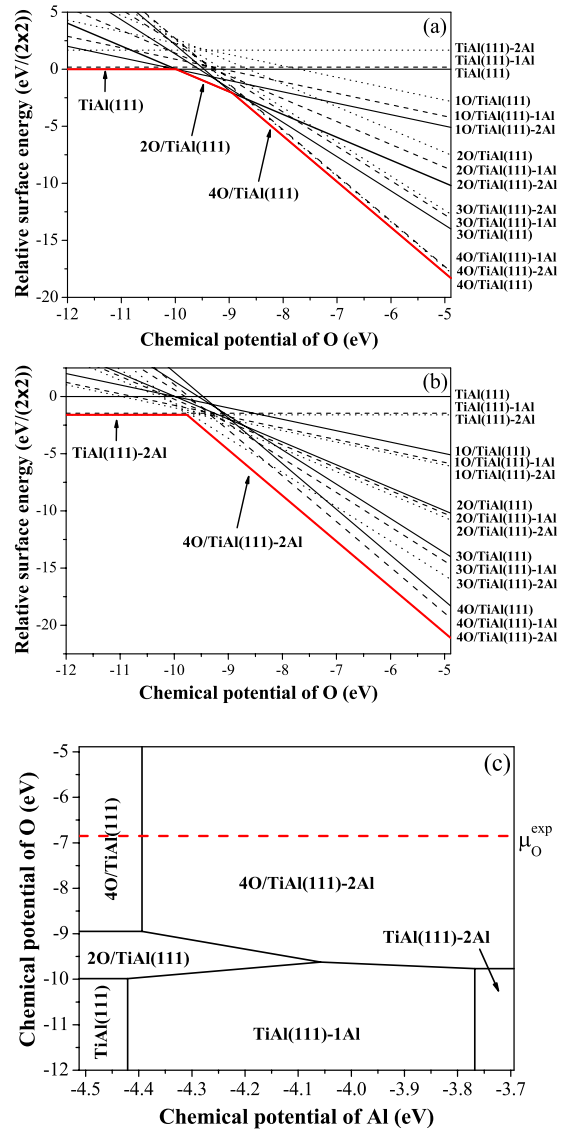 (a)
Relative surface energy (eV/(2x2))
5
0
-5
-10
-15
-20
TiAl(111)
2O/TiAl(111)
4O/TiAl(111)
TiAl(111)-2Al
TiAl(111)-1Al
TiAl(111)
1O/TiAl(111)
1O/TiAl(111)-1Al
1O/TiAl(111)-2Al
2O/TiAl(111)
2O/TiAl(111)-1Al
2O/TiAl(111)-2Al
3O/TiAl(111)-2Al
3O/TiAl(111)-1Al
3O/TiAl(111)
4O/TiAl(111)-1Al
4O/TiAl(111)-2Al
4O/TiAl(111)
-12 -11 -10 -9 -8 -7 -6 -5
Chemical potential of O (eV)
(b)
Relative surface energy (eV/(2x2))
0
-5
-10
-15
-20
TiAl(111)-2Al
4O/TiAl(111)-2Al
TiAl(111)
TiAl(111)-1Al
TiAl(111)-2Al
1O/TiAl(111)
1O/TiAl(111)-1Al
1O/TiAl(111)-2Al
2O/TiAl(111)
2O/TiAl(111)-1Al
2O/TiAl(111)-2Al
3O/TiAl(111)
3O/TiAl(111)-1Al
3O/TiAl(111)-2Al
4O/TiAl(111)
4O/TiAl(111)-1Al
4O/TiAl(111)-2Al
-12 -11 -10 -9 -8 -7 -6 -5
Chemical potential of O (eV)
(c)
Chemical potential of O (eV)
-5
-6
-7
-8
-9
-10
-11
-12
4O/TiAl(111)
μ_O^exp
4O/TiAl(111)-2Al
TiAl(111)-2Al
2O/TiAl(111)
TiAl(111)
TiAl(111)-1Al
-4.5 -4.4 -4.3 -4.2 -4.1 -4.0 -3.9 -3.8 -3.7
Chemical potential of Al (eV)